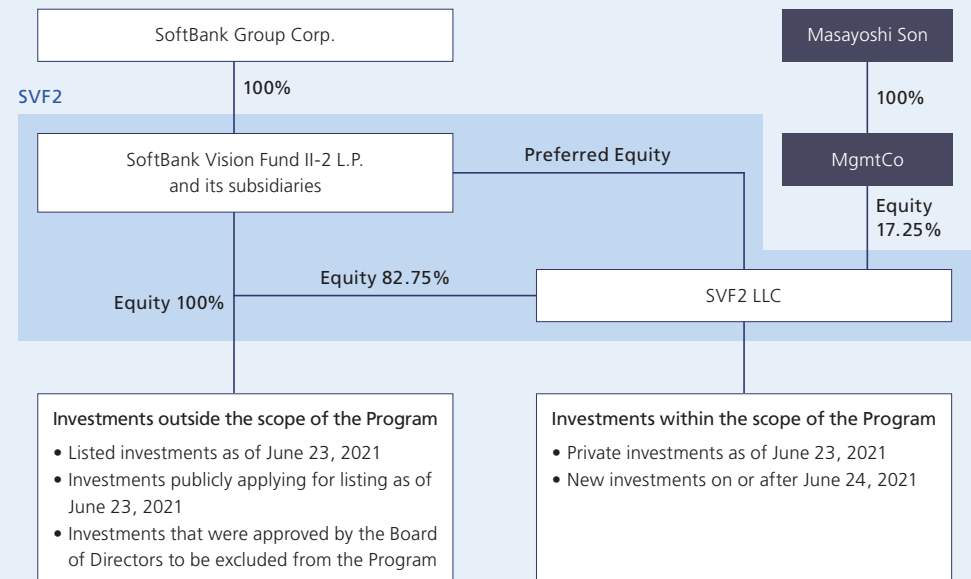 SoftBank Group Corp.
Masayoshi Son
100%
100%
SVF2
SoftBank Vision Fund II-2 L.P.
and its subsidiaries
Preferred Equity
MgmtCo
Equity
17.25%
Equity 82.75%
Equity 100%
SVF2 LLC
Investments outside the scope of the Program
• Listed investments as of June 23, 2021
• Investments publicly applying for listing as of
June 23, 2021
• Investments that were approved by the Board
of Directors to be excluded from the Program
Investments within the scope of the Program
• Private investments as of June 23, 2021
• New investments on or after June 24, 2021